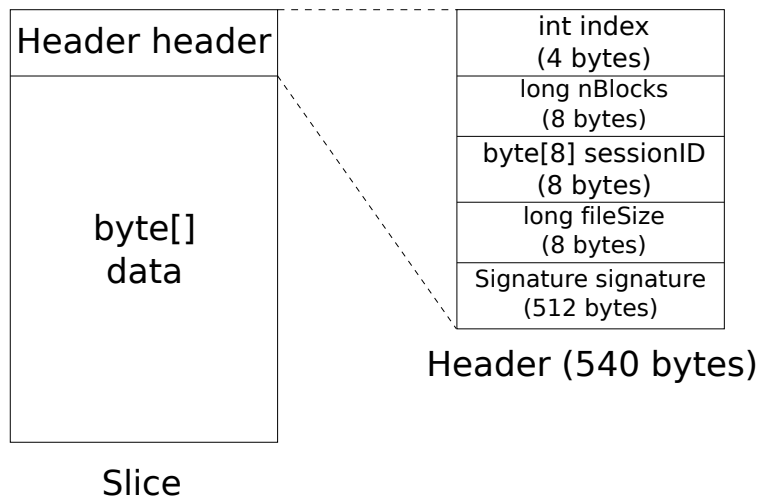 Header header
byte[]
data
Slice
int index
(4 bytes)
long nBlocks
(8 bytes)
byte[8] sessionID
(8 bytes)
long fileSize
(8 bytes)
Signature signature
(512 bytes)
Header (540 bytes)